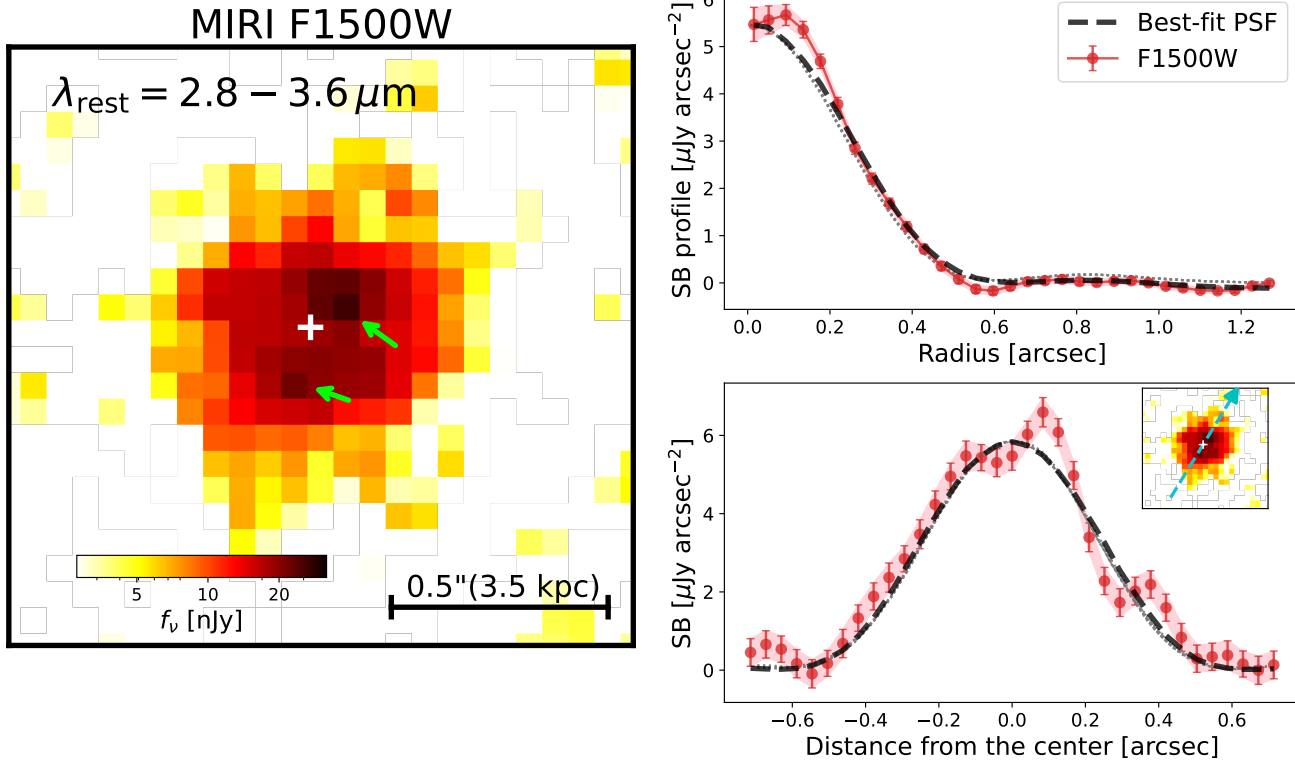 MIRI F1500W
λrest = 2.8 − 3.6 μm
5 10 20
fν [nJy]
0.5"(3.5 kpc)
SB profile [μJy arcsec−2]
6
5
4
3
2
1
0
Best-fit PSF
F1500W
0.0 0.2 0.4 0.6 0.8 1.0 1.2
Radius [arcsec]
SB [μJy arcsec−2]
6
4
2
0
−0.6 −0.4 −0.2 0.0 0.2 0.4 0.6
Distance from the center [arcsec]